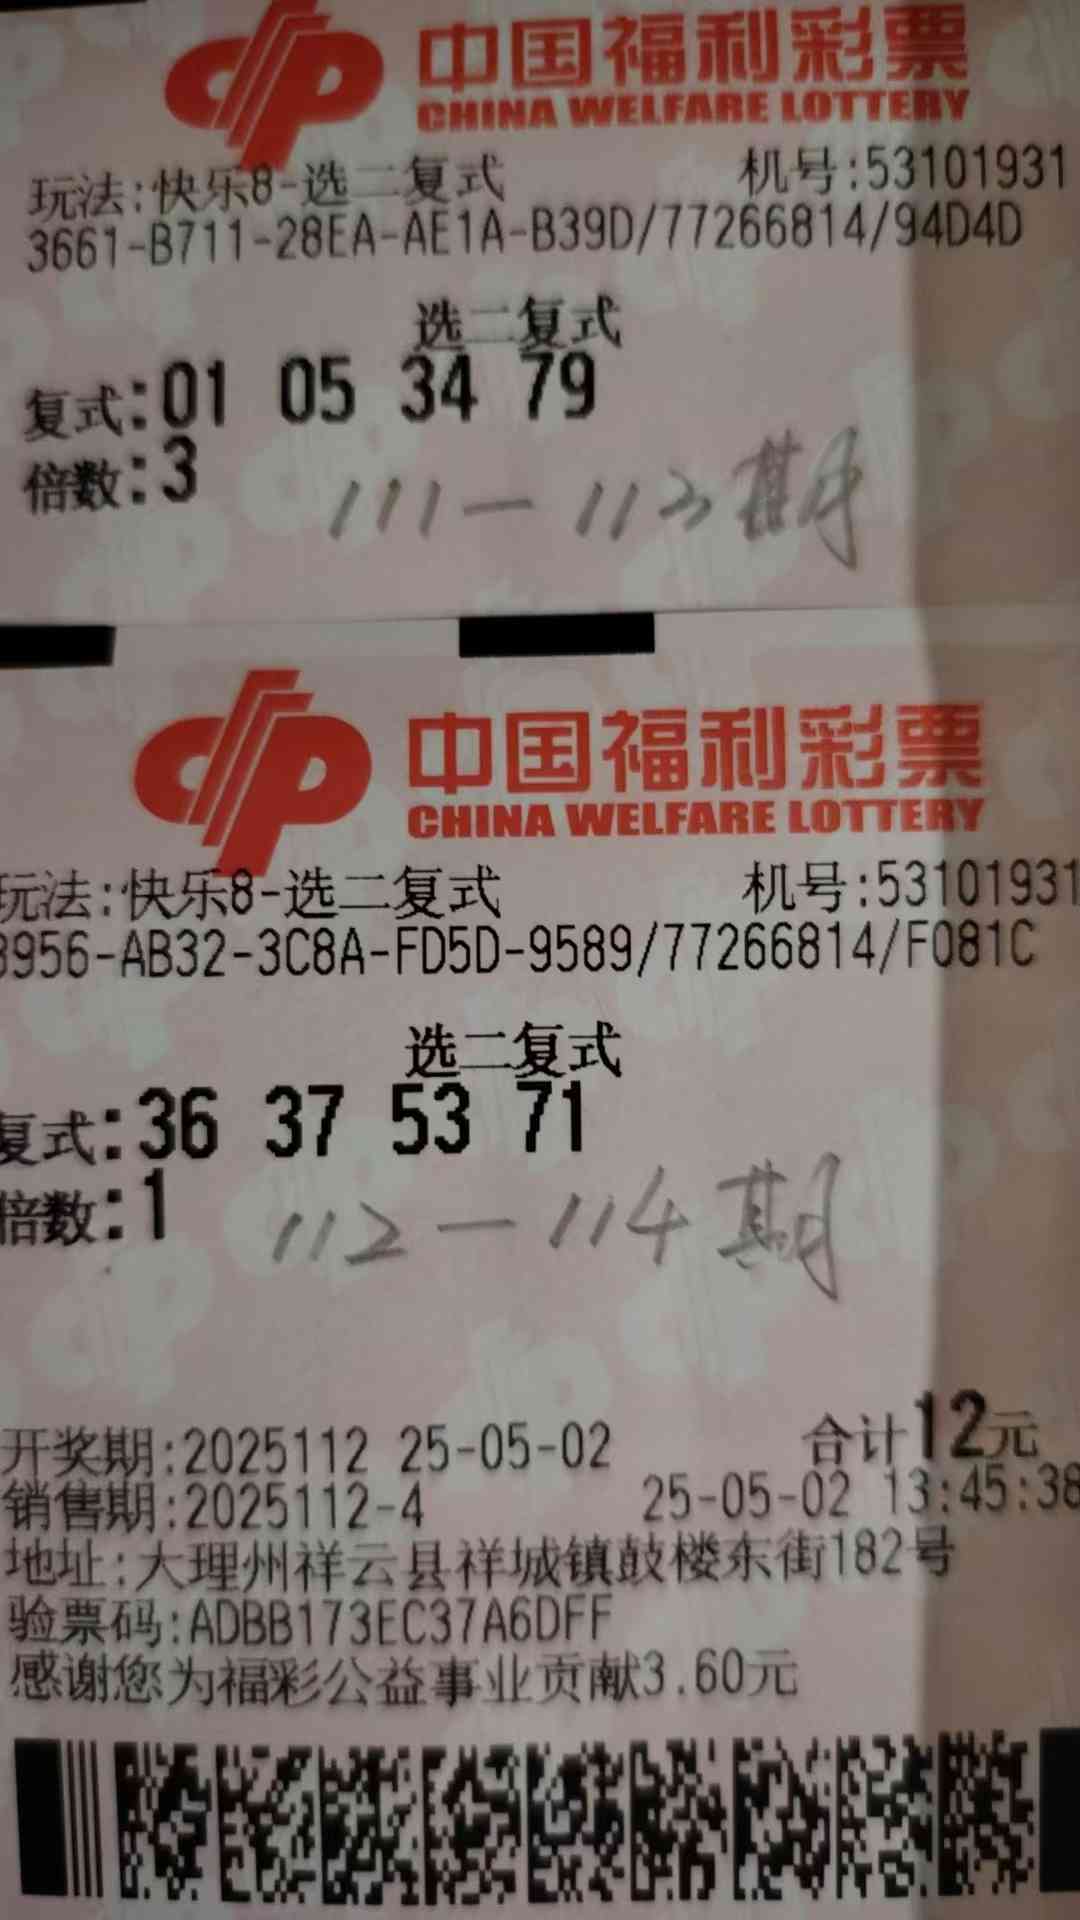 中国福利彩票
CHINA WELFARE LOTTERY
玩法:快乐8-选二复式 机号:53101931
3661-B711-28EA-AE1A-B39D/77266814/94D4D
选二复式
复式:01 05 34 79
倍数:3
111一113期
中国福利彩票
CHINA WELFARE LOTTERY
玩法:快乐8-选二复式 机号:53101931
3956-AB32-3C8A-FD5D-9589/77266814/F081C
选二复式
复式:36 37 53 71
倍数:1
112一114期
开奖期:2025112 25-05-02 合计12元
销售期:2025112-4 25-05-02 13:45:38
地址:大理州祥云县祥城镇鼓楼东街182号
验票码:ADBB173EC37A6DFF
感谢您为福彩公益事业贡献3.60元